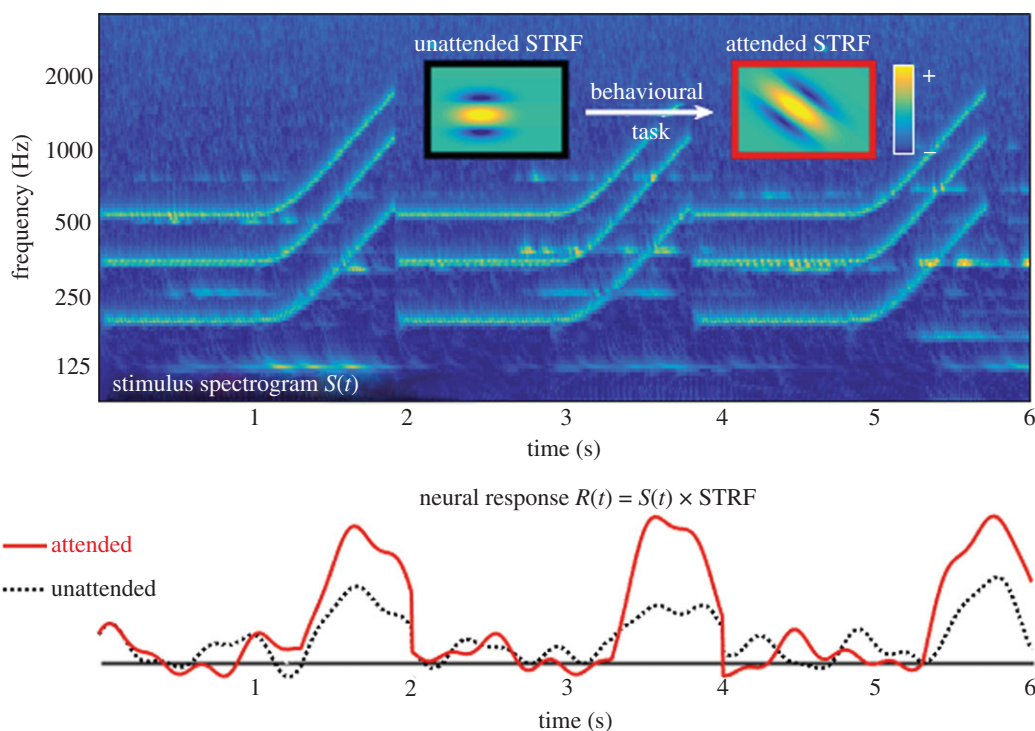 unattended STRF
attended STRF
behavioural
task
+
−
2000
1000
500
250
125
frequency (Hz)
stimulus spectrogram S(t)
1 2 3 4 5 6
time (s)
neural response R(t) = S(t) × STRF
attended
unattended
1 2 3 4 5 6
time (s)